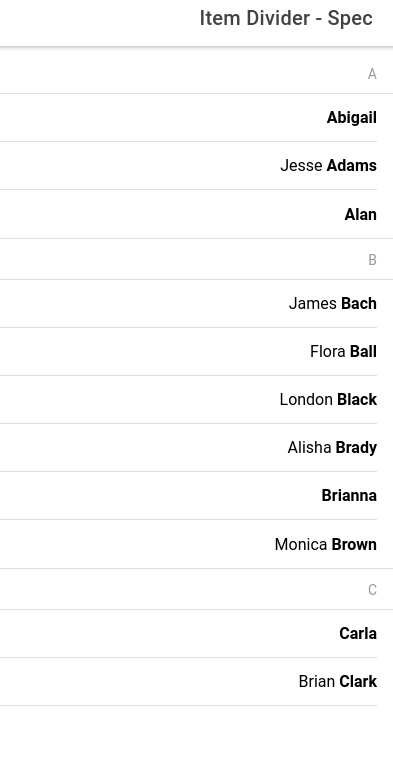 Item Divider - Spec
A
Abigail
Jesse Adams
Alan
B
James Bach
Flora Ball
London Black
Alisha Brady
Brianna
Monica Brown
C
Carla
Brian Clark